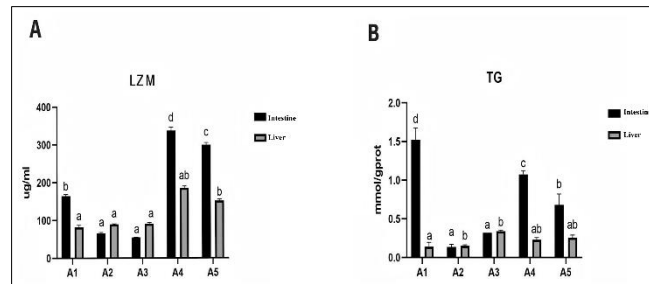 A
LZM
ug/ml
400
300
200
100
0
b
a
a
a
a
a
d
ab
c
b
A1
A2
A3
A4
A5
Intestine
Liver
B
TG
mmol/gprot
2.0
1.5
1.0
0.5
0.0
d
a
a
b
a
b
c
ab
b
ab
A1
A2
A3
A4
A5
Intestine
Liver